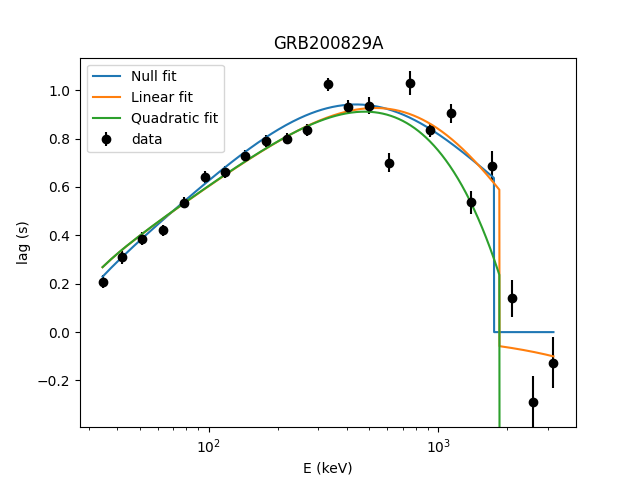 GRB200829A
Null fit
Linear fit
Quadratic fit
data
1.0
0.8
0.6
0.4
0.2
0.0
−0.2
lag (s)
10²
10³
E (keV)